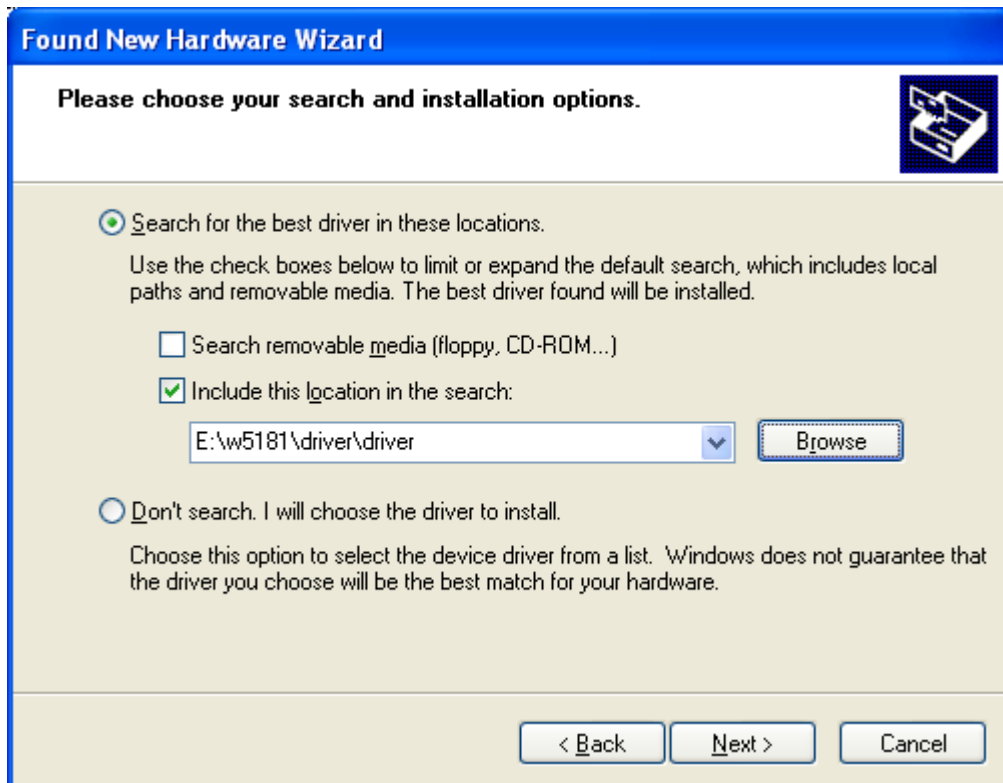 Found New Hardware Wizard
Please choose your search and installation options.
Search for the best driver in these locations.
Use the check boxes below to limit or expand the default search, which includes local
paths and removable media. The best driver found will be installed.
Search removable media (floppy, CD-ROM...)
Include this location in the search:
E:\w5181\driver\driver
Browse
Don't search. I will choose the driver to install.
Choose this option to select the device driver from a list.  Windows does not guarantee that
the driver you choose will be the best match for your hardware.
< Back
Next >
Cancel